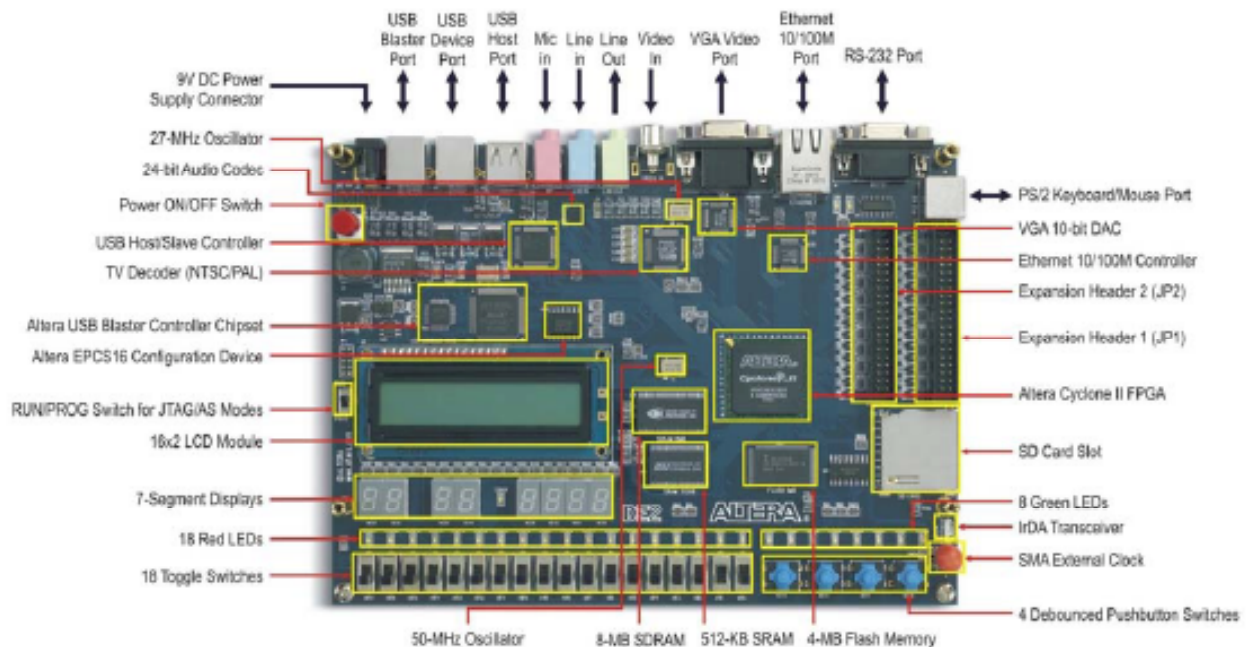 USB
Blaster
Port
USB
Device
Port
USB
Host
Port
Mic
in
Line
in
Line
Out
Video
In
VGA Video
Port
Ethernet
10/100M
Port
RS-232 Port
9V DC Power
Supply Connector
27-MHz Oscillator
24-bit Audio Codec
Power ON/OFF Switch
USB Host/Slave Controller
TV Decoder (NTSC/PAL)
Altera USB Blaster Controller Chipset
Altera EPCS16 Configuration Device
RUN/PROG Switch for JTAG/AS Modes
16x2 LCD Module
7-Segment Displays
18 Red LEDs
18 Toggle Switches
PS/2 Keyboard/Mouse Port
VGA 10-bit DAC
Ethernet 10/100M Controller
Expansion Header 2 (JP2)
Expansion Header 1 (JP1)
Altera Cyclone II FPGA
SD Card Slot
8 Green LEDs
IrDA Transceiver
SMA External Clock
4 Debounced Pushbutton Switches
50-MHz Oscillator
8-MB SDRAM
512-KB SRAM
4-MB Flash Memory
ALTERA
Cyclone II
DE2
ALTERA